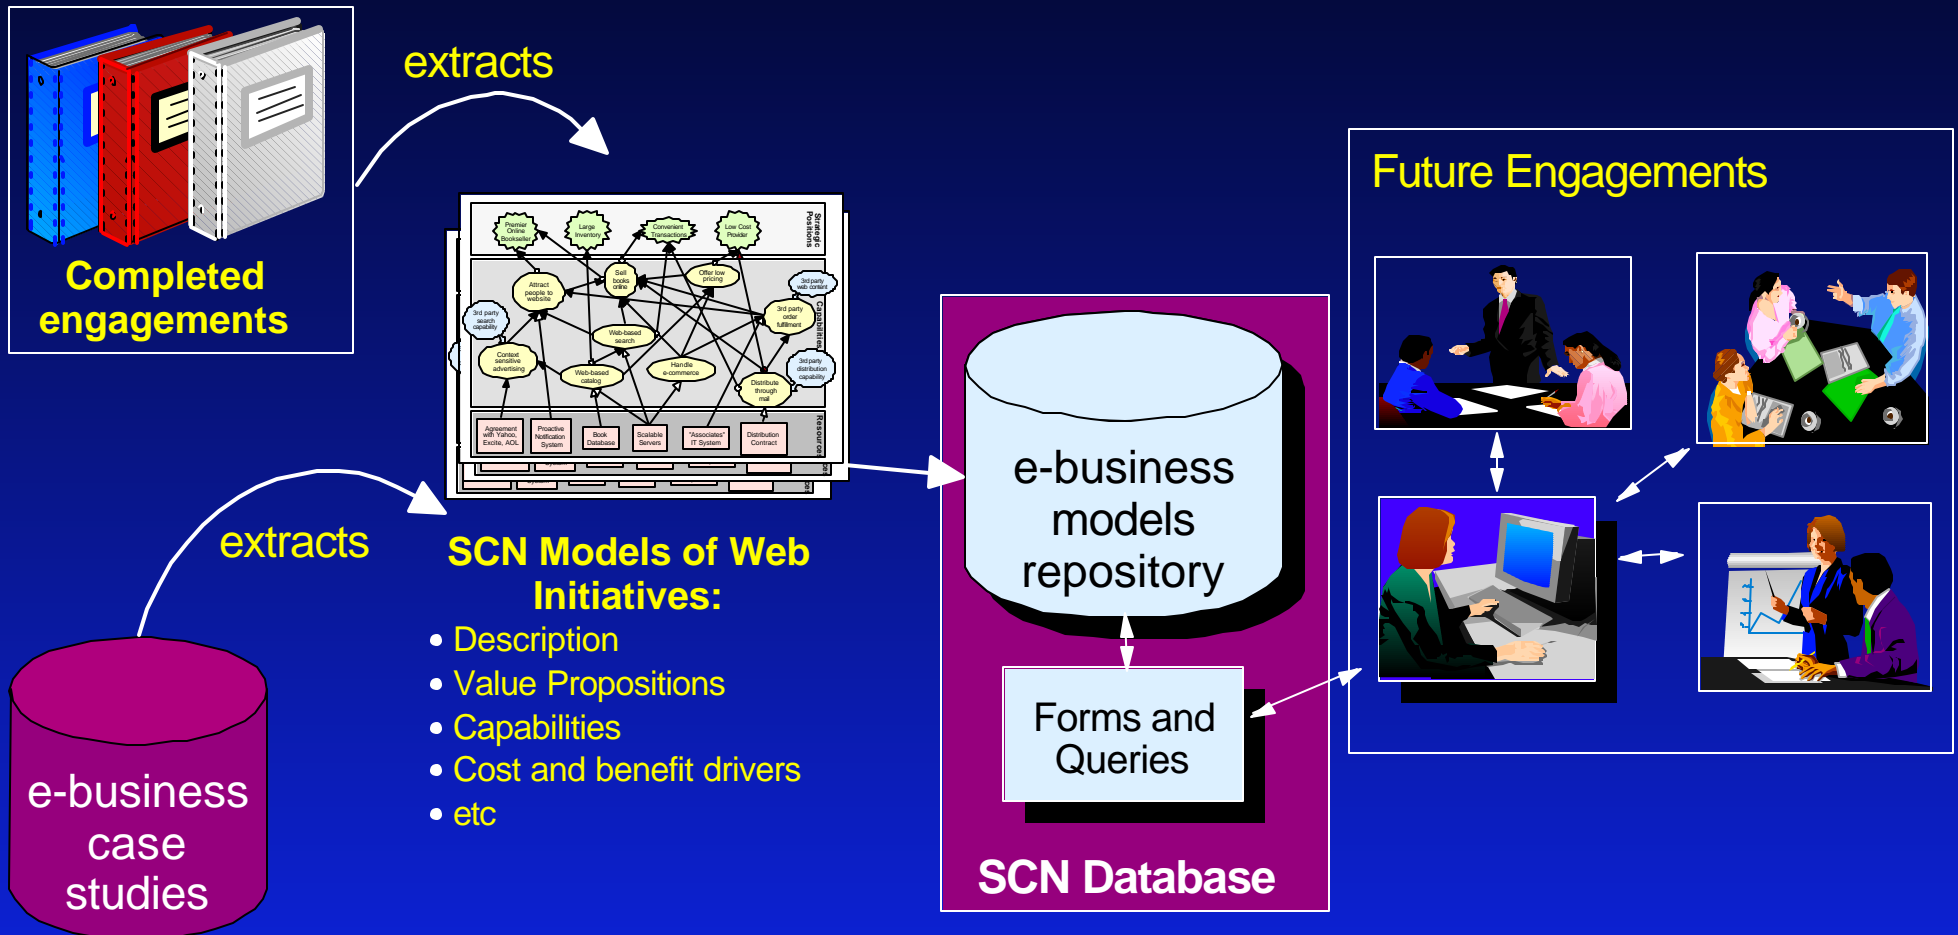 extracts
Completed
engagements
Future Engagements
Strategic
Positions
Premier
Online
Bookseller
Large
Inventory
Convenient
Transactions
Low Cost
Provider
Capabilities
Attract
people to
website
Sell
books
online
Offer low
pricing
3rd party
web content
3rd party
search
capability
3rd party
order
fulfillment
Web-based
search
Context
sensitive
advertising
Web-based
catalog
Handle
e-commerce
3rd party
distribution
capability
Distribute
through
mail
Resources
Agreement
with Yahoo,
Excite, AOL
Proactive
Notification
System
Book
Database
Scalable
Servers
"Associates"
IT System
Distribution
Contract
extracts
SCN Models of Web
Initiatives:
• Description
• Value Propositions
• Capabilities
• Cost and benefit drivers
• etc
e-business
case
studies
e-business
models
repository
Forms and
Queries
SCN Database